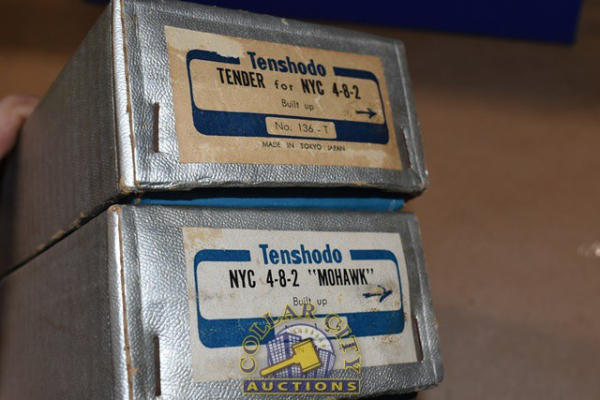 Tenshodo
TENDER for NYC 4-8-2
Built up
No. 136-T
MADE IN TOKYO JAPAN
Tenshodo
NYC 4-8-2 "MOHAWK"
Built up
COLLAR CITY
AUCTIONS